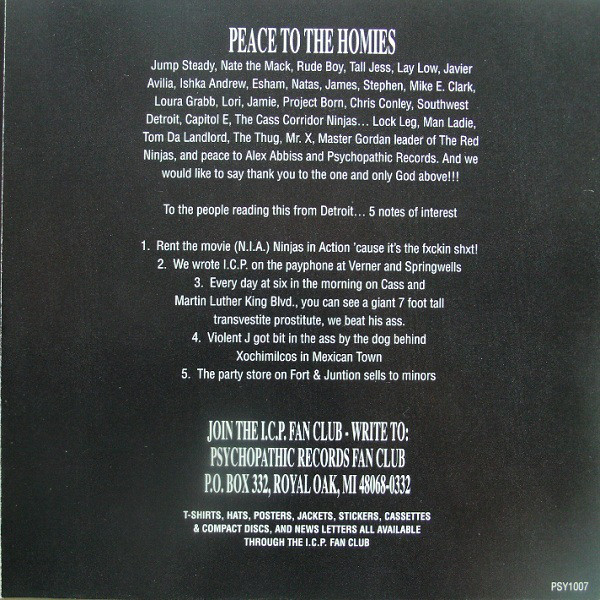 PEACE TO THE HOMIES
Jump Steady, Nate the Mack, Rude Boy, Tall Jess, Lay Low, Javier
Avilia, Ishka Andrew, Esham, Natas, James, Stephen, Mike E. Clark,
Loura Grabb, Lori, Jamie, Project Born, Chris Conley, Southwest
Detroit, Capitol E, The Cass Corridor Ninjas... Lock Leg, Man Ladie,
Tom Da Landlord, The Thug, Mr. X, Master Gordan leader of The Red
Ninjas, and peace to Alex Abbiss and Psychopathic Records. And we
would like to say thank you to the one and only God above!!!
To the people reading this from Detroit... 5 notes of interest
1. Rent the movie (N.I.A.) Ninjas in Action 'cause it's the fxckin shxt!
2. We wrote I.C.P. on the payphone at Verner and Springwells
3. Every day at six in the morning on Cass and
Martin Luther King Blvd., you can see a giant 7 foot tall
transvestite prostitute, we beat his ass.
4. Violent J got bit in the ass by the dog behind
Xochimilcos in Mexican Town
5. The party store on Fort & Juntion sells to minors
JOIN THE I.C.P. FAN CLUB - WRITE TO:
PSYCHOPATHIC RECORDS FAN CLUB
P.O. BOX 332, ROYAL OAK, MI 48068-0332
T-SHIRTS, HATS, POSTERS, JACKETS, STICKERS, CASSETTES
& COMPACT DISCS, AND NEWS LETTERS ALL AVAILABLE
THROUGH THE I.C.P. FAN CLUB
PSY1007